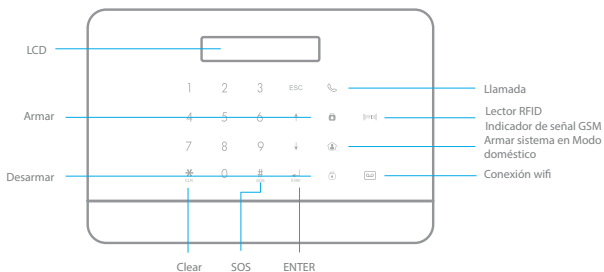 LCD
1 2 3 ESC
Llamada
Armar
4 5 6
Lector RFID
Indicador de señal GSM
7 8 9
Armar sistema en Modo
doméstico
Desarmar
* 0 #
Conexión wifi
Clear SOS ENTER